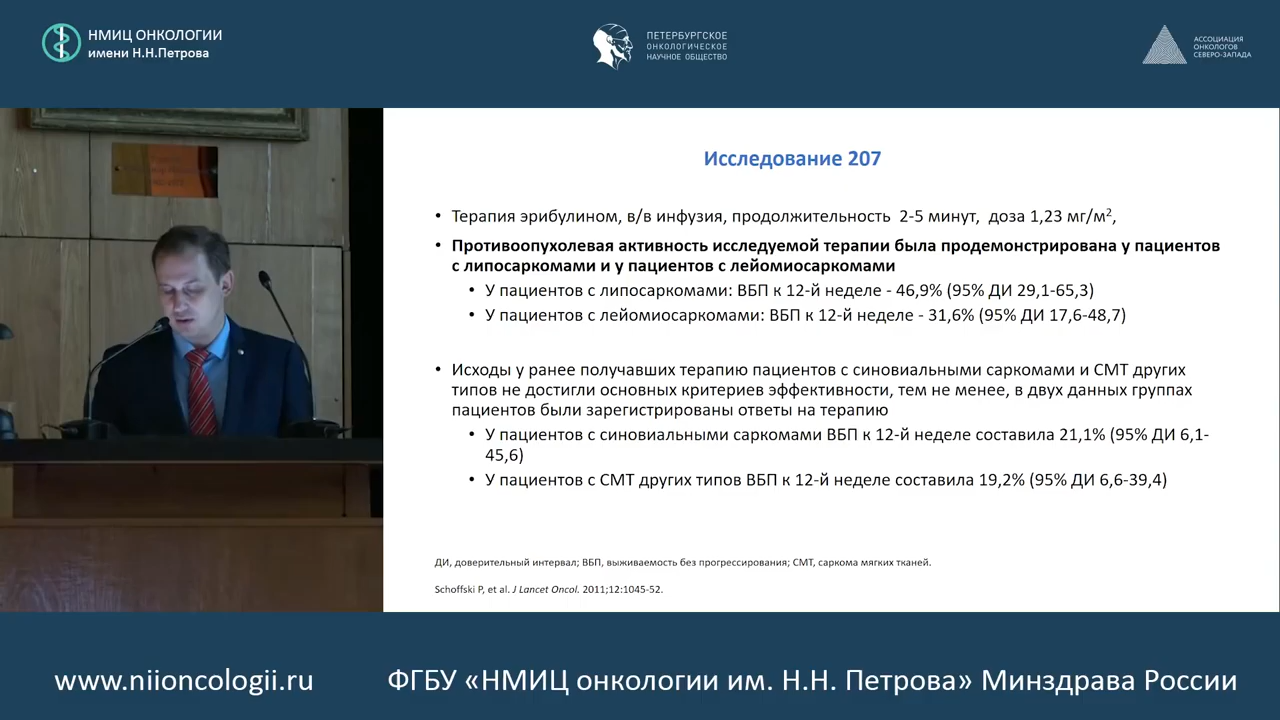 НМИЦ ОНКОЛОГИИ
имени Н.Н.Петрова
ПЕТЕРБУРГСКОЕ
ОНКОЛОГИЧЕСКОЕ
НАУЧНОЕ ОБЩЕСТВО
АССОЦИАЦИЯ
ОНКОЛОГОВ
СЕВЕРО-ЗАПАДА
Исследование 207
• Терапия эрибулином, в/в инфузия, продолжительность 2-5 минут, доза 1,23 мг/м²,
• Противоопухолевая активность исследуемой терапии была продемонстрирована у пациентов
с липосаркомами и у пациентов с лейомиосаркомами
• У пациентов с липосаркомами: ВБП к 12-й неделе - 46,9% (95% ДИ 29,1-65,3)
• У пациентов с лейомиосаркомами: ВБП к 12-й неделе - 31,6% (95% ДИ 17,6-48,7)
• Исходы у ранее получавших терапию пациентов с синовиальными саркомами и СМТ других
типов не достигли основных критериев эффективности, тем не менее, в двух данных группах
пациентов были зарегистрированы ответы на терапию
• У пациентов с синовиальными саркомами ВБП к 12-й неделе составила 21,1% (95% ДИ 6,1-
45,6)
• У пациентов с СМТ других типов ВБП к 12-й неделе составила 19,2% (95% ДИ 6,6-39,4)
ДИ, доверительный интервал; ВБП, выживаемость без прогрессирования; СМТ, саркома мягких тканей.
Schoffski P, et al. J Lancet Oncol. 2011;12:1045-52.
www.niioncologii.ru
ФГБУ «НМИЦ онкологии им. Н.Н. Петрова» Минздрава России